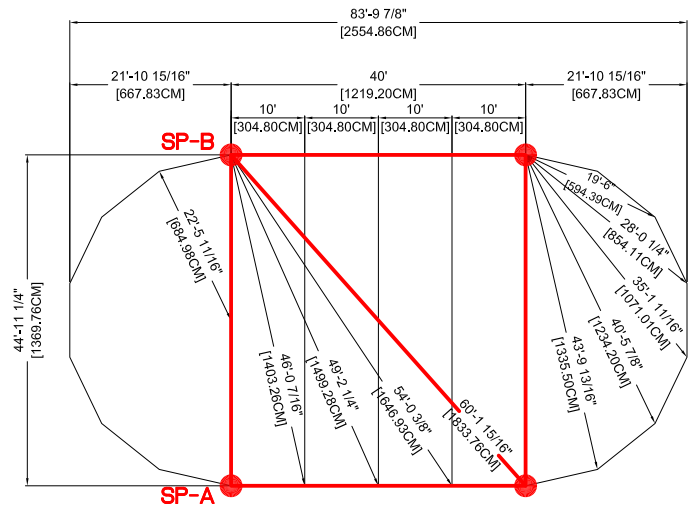 83'-9 7/8"
[2554.86CM]
21'-10 15/16"
[667.83CM]
40'
[1219.20CM]
21'-10 15/16"
[667.83CM]
10'
[304.80CM]
10'
[304.80CM]
10'
[304.80CM]
10'
[304.80CM]
SP-B
44'-11 1/4"
[1369.76CM]
22'-5 11/16"
[684.98CM]
19'-6"
[594.39CM]
28'-0 1/4"
[854.11CM]
35'-1 11/16"
[1071.01CM]
40'-5 7/8"
[1234.20CM]
43'-9 13/16"
[1335.50CM]
46'-0 7/16"
[1403.26CM]
49'-2 1/4"
[1499.28CM]
54'-0 3/8"
[1646.93CM]
60'-1 15/16"
[1833.76CM]
SP-A